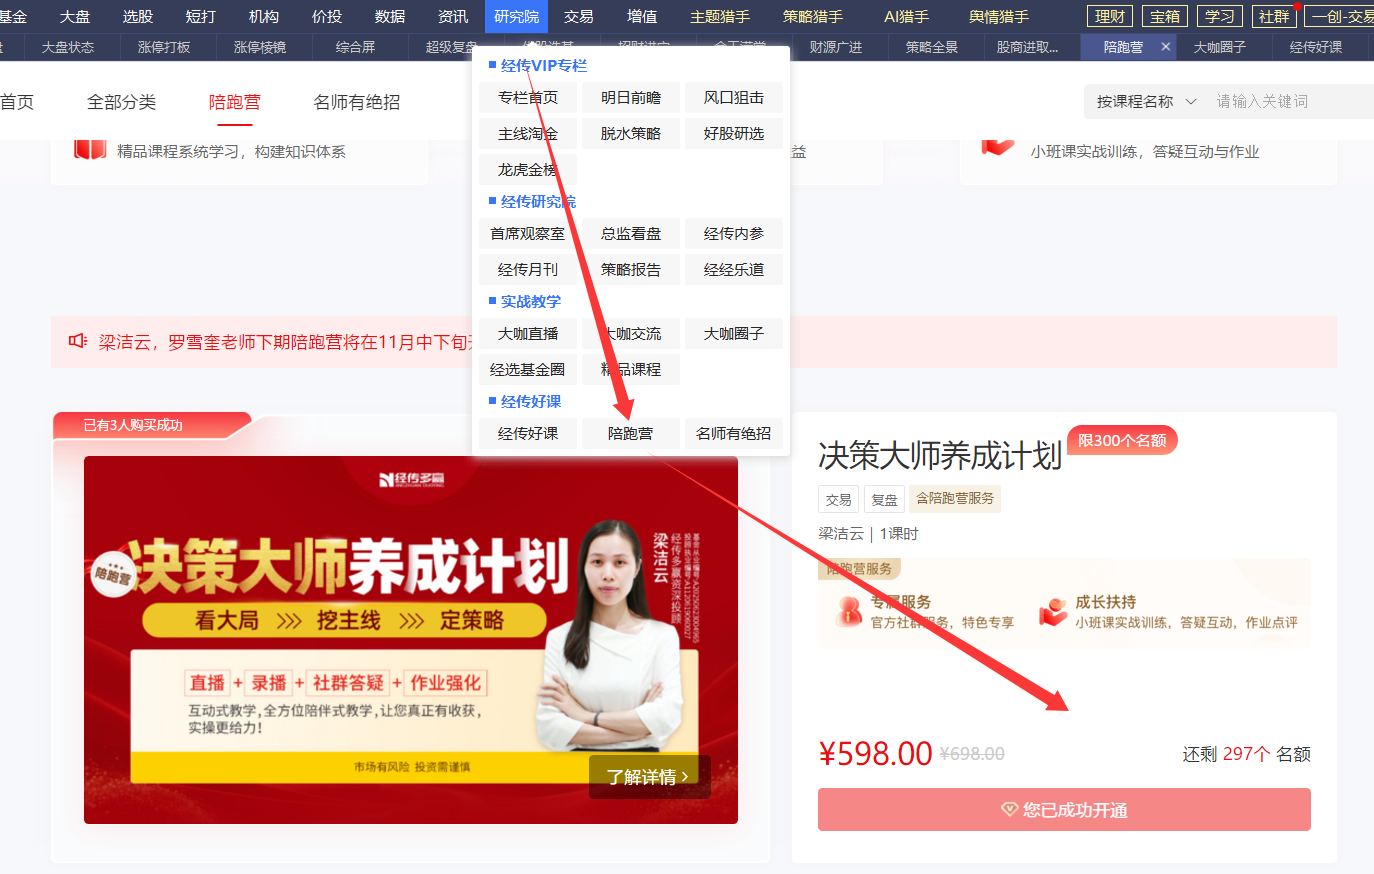 基金 大盘 选股 短打 机构 价投 数据 资讯 研究院 交易 增值 主题猎手 策略猎手 AI猎手 舆情猎手 理财 宝箱 学习 社群 一创-交易
大盘状态 涨停打板 涨停棱镜 综合屏 超级复盘 财源广进 策略全景 股商进取... 陪跑营 × 大咖圈子 经传好课
首页 全部分类 陪跑营 名师有绝招 按课程名称 请输入关键词
经传VIP专栏
专栏首页 明日前瞻 风口狙击
主线淘金 脱水策略 好股研选
龙虎金榜
经传研究院
首席观察室 总监看盘 经传内参
经传月刊 策略报告 经经乐道
实战教学
大咖直播 大咖交流 大咖圈子
经选基金圈 精品课程
经传好课
经传好课 陪跑营 名师有绝招
精品课程系统学习，构建知识体系
益
小班课实战训练，答疑互动与作业
梁洁云，罗雪奎老师下期陪跑营将在11月中下旬
已有3人购买成功
经传多赢
陪跑营
决策大师养成计划
看大局 >>> 挖主线 >>> 定策略
直播 + 录播 + 社群答疑 + 作业强化
互动式教学,全方位陪伴式教学,让您真正有收获,
实操更给力!
市场有风险 投资需谨慎
梁洁云
经传多赢资深投顾
了解详情 ›
决策大师养成计划 限300个名额
交易 复盘 含陪跑营服务
梁洁云 | 1课时
陪跑营服务
专属服务
官方社群服务，特色专享
成长扶持
小班课实战训练，答疑互动，作业点评
¥598.00 ¥698.00 还剩 297个 名额
您已成功开通